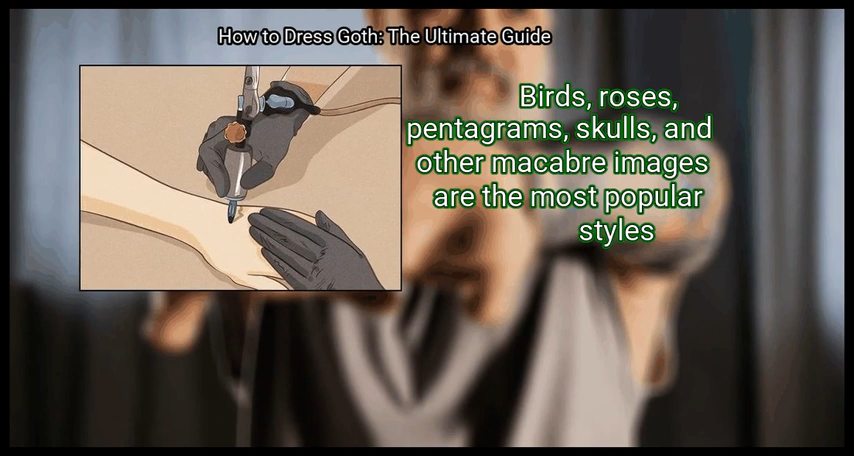 How to Dress Goth: The Ultimate Guide
Birds, roses,
pentagrams, skulls, and
other macabre images
are the most popular
styles